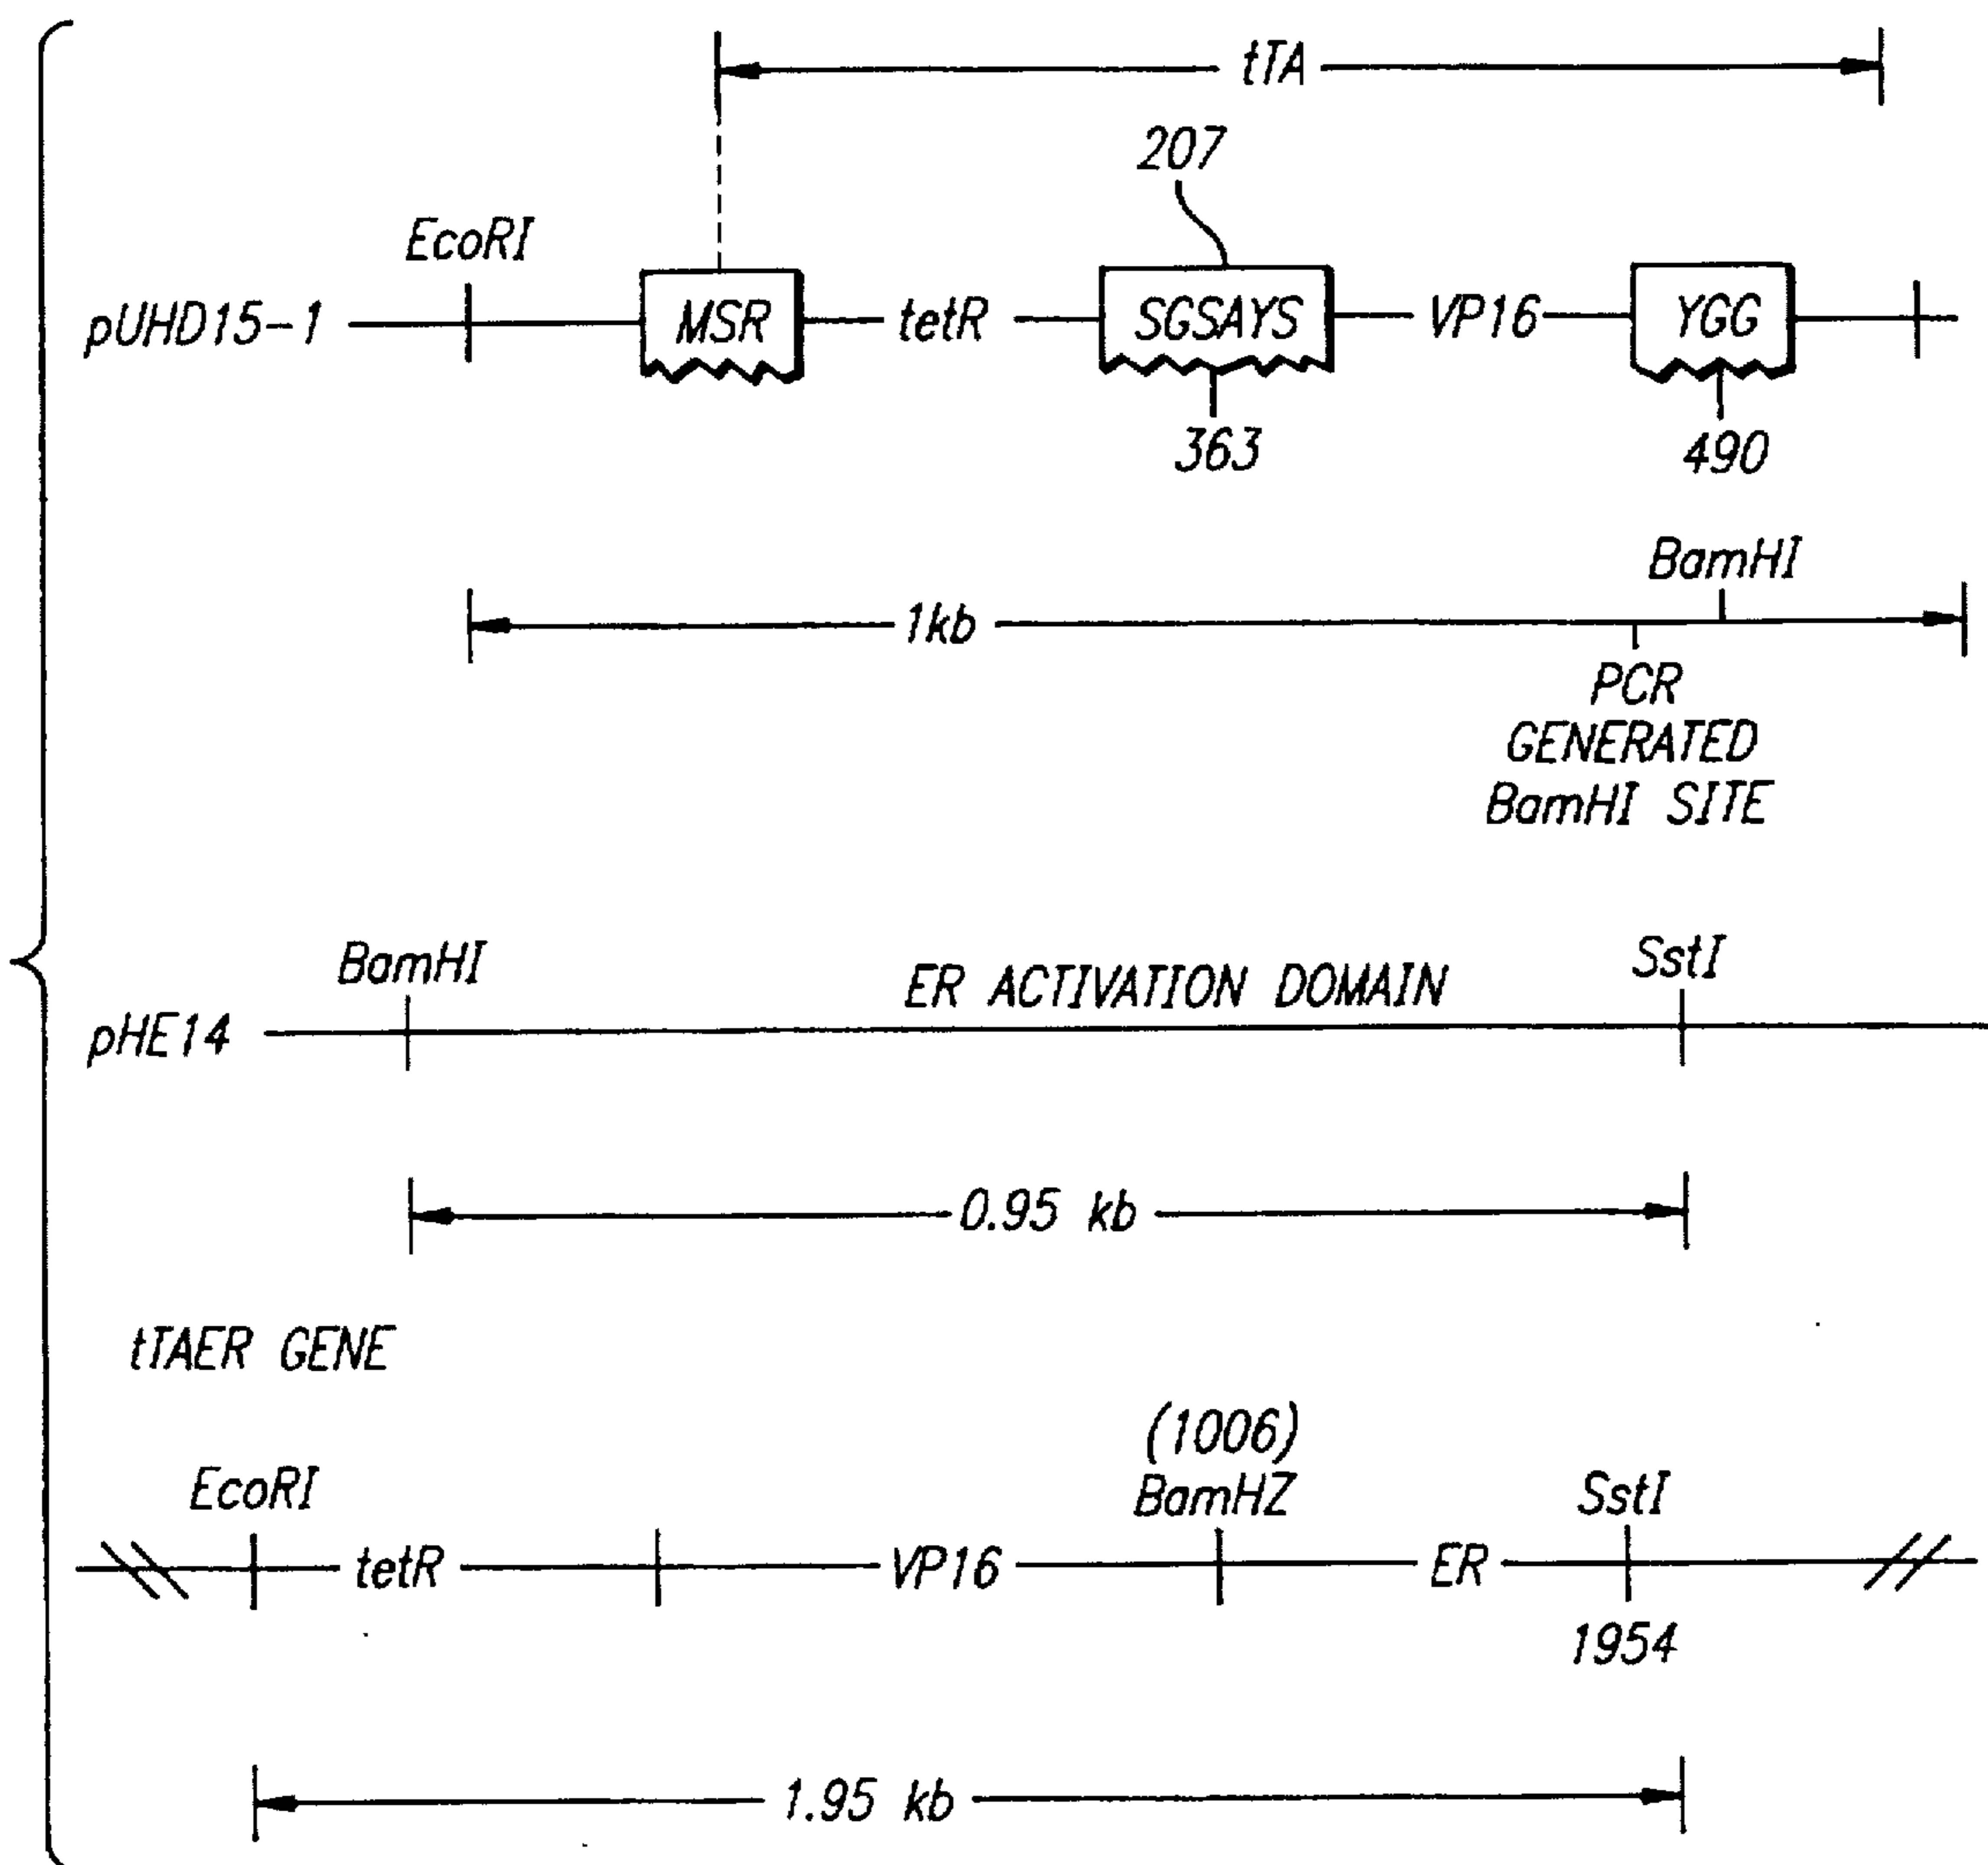 tTA
207
EcoRI
pUHD15-1 MSR tetR SGSAYS VP16 YGG
363 490
BamHI
1kb
PCR
GENERATED
BamHI SITE
BamHI ER ACTIVATION DOMAIN SstI
pHE14
0.95 kb
tTAER GENE
(1006)
EcoRI BamHZ SstI
tetR VP16 ER
1954
1.95 kb